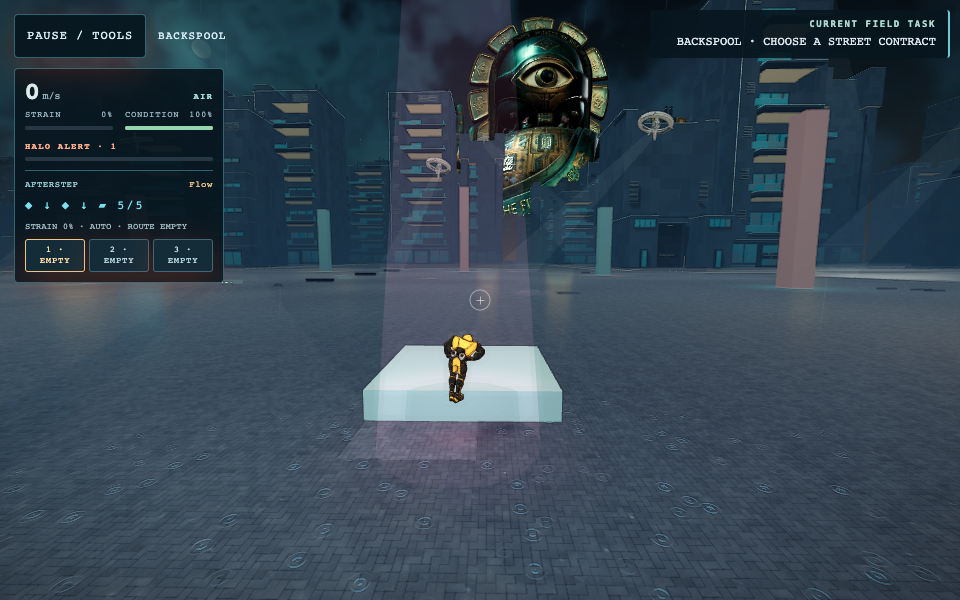 PAUSE / TOOLS
BACKSPOOL
CURRENT FIELD TASK
BACKSPOOL · CHOOSE A STREET CONTRACT
0 m/s
AIR
STRAIN 0%
CONDITION 100%
HALO ALERT · 1
AFTERSTEP
Flow
5/5
STRAIN 0% · AUTO · ROUTE EMPTY
1 · EMPTY
2 · EMPTY
3 · EMPTY